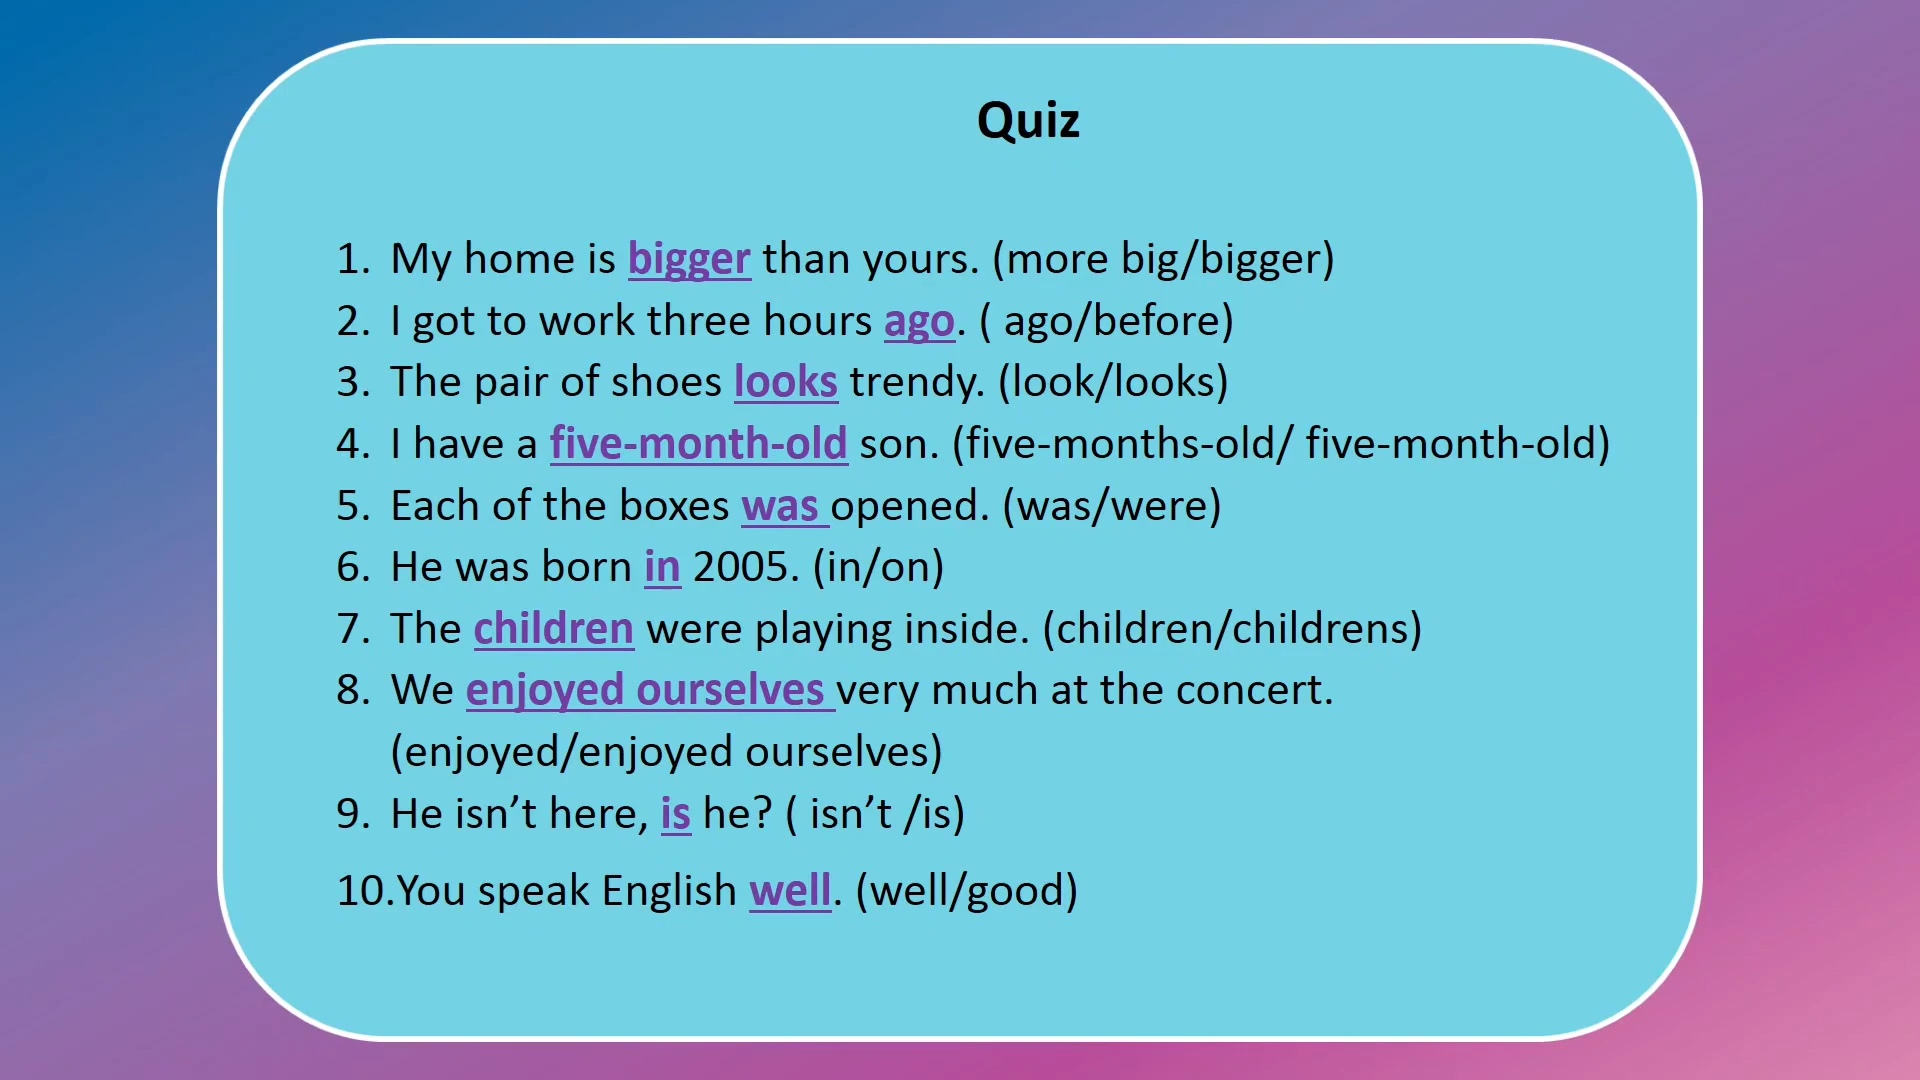 Quiz
1. My home is bigger than yours. (more big/bigger)
2. I got to work three hours ago. ( ago/before)
3. The pair of shoes looks trendy. (look/looks)
4. I have a five-month-old son. (five-months-old/ five-month-old)
5. Each of the boxes was opened. (was/were)
6. He was born in 2005. (in/on)
7. The children were playing inside. (children/childrens)
8. We enjoyed ourselves very much at the concert.
(enjoyed/enjoyed ourselves)
9. He isn’t here, is he? ( isn’t /is)
10.You speak English well. (well/good)